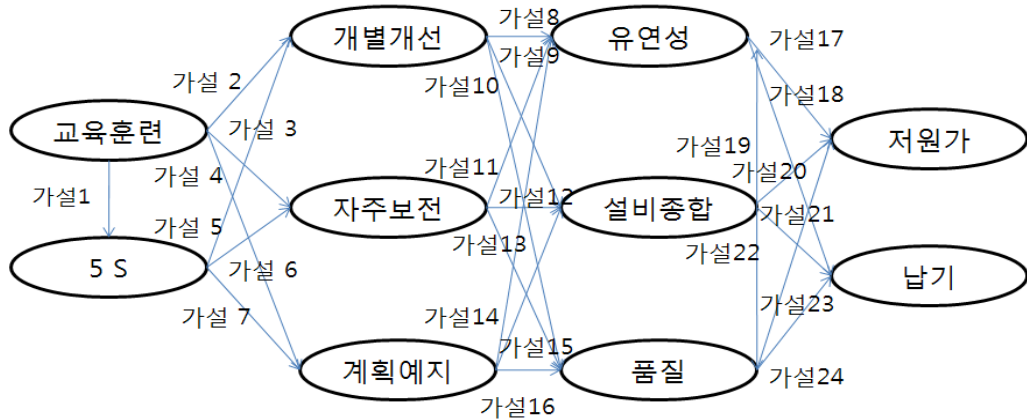 개별개선
가설8
유연성
가설17
가설 2
가설9
가설10
가설18
교육훈련
가설 3
저원가
가설11
가설19
가설20
가설1
가설 4
자주보전
가설12
설비종합
가설21
가설 5
가설13
가설22
5 S
가설 6
납기
가설 7
가설14
가설23
가설15
계획예지
품질
가설24
가설16